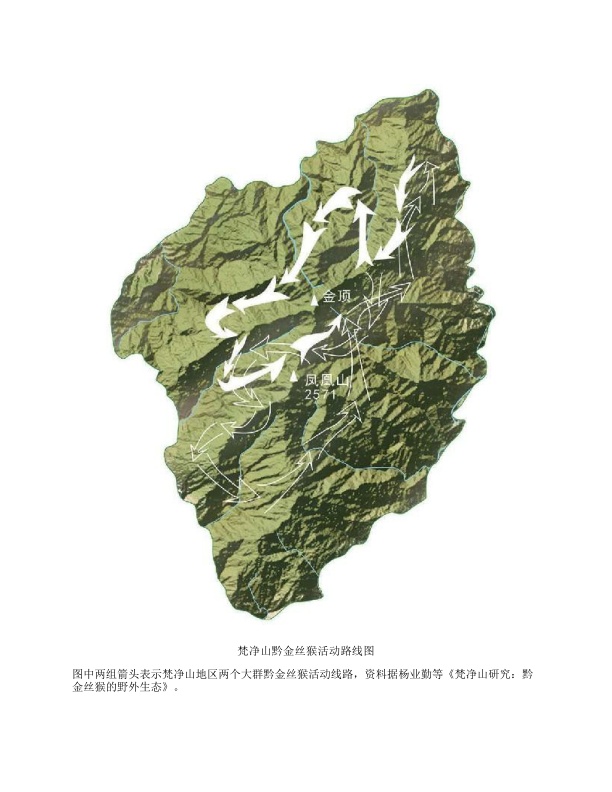 金顶
凤凰山
2571
梵净山黔金丝猴活动路线图
图中两组箭头表示梵净山地区两个大群黔金丝猴活动线路，资料据杨业勤等《梵净山研究：黔
金丝猴的野外生态》。